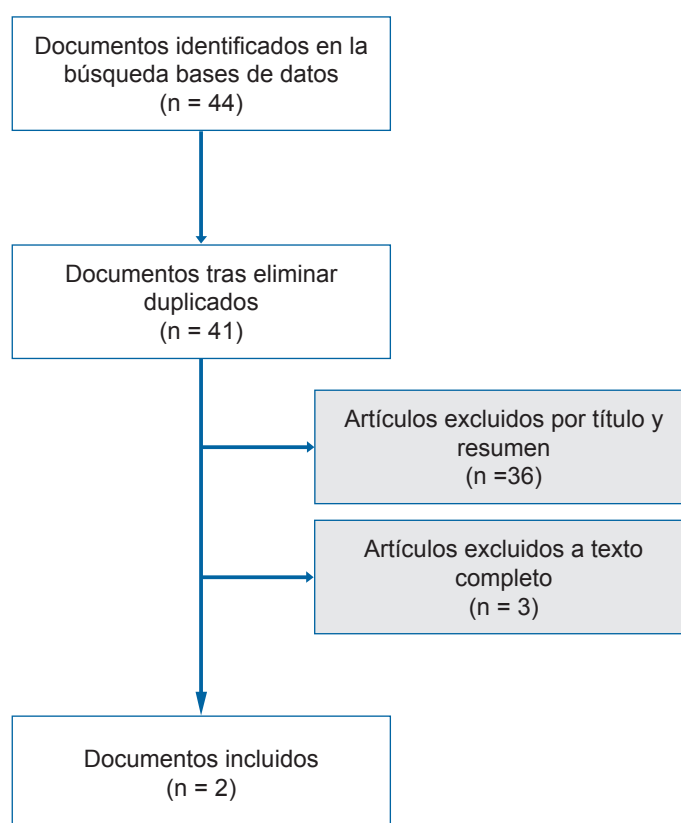 Documentos identificados en la
búsqueda bases de datos
(n = 44)
Documentos tras eliminar
duplicados
(n = 41)
Artículos excluidos por título y
resumen
(n =36)
Artículos excluidos a texto
completo
(n = 3)
Documentos incluidos
(n = 2)